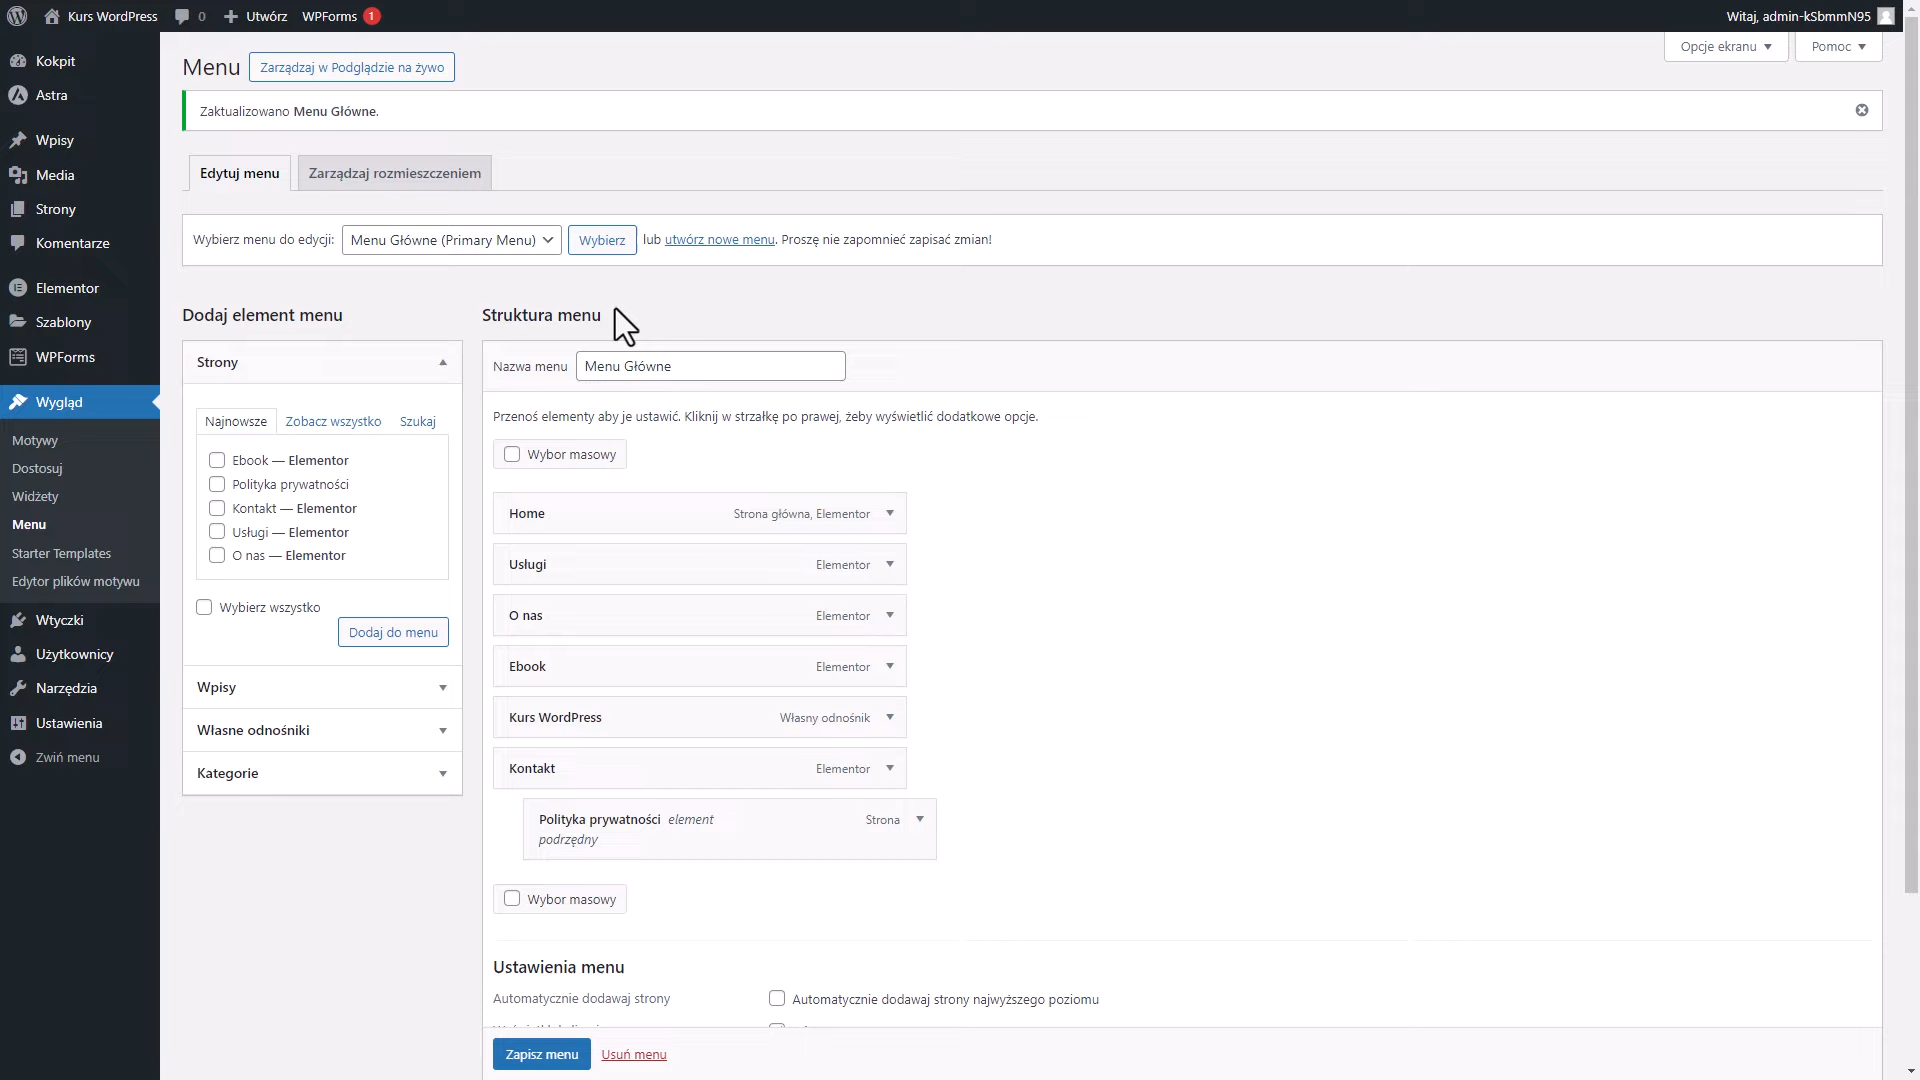 Kurs WordPress 0 Utwórz WPForms 1 Witaj, admin-kSbmmN95
Opcje ekranu Pomoc
Kokpit
Astra
Wpisy
Media
Strony
Komentarze
Elementor
Szablony
WPForms
Wygląd
Motywy
Dostosuj
Widżety
Menu
Starter Templates
Edytor plików motywu
Wtyczki
Użytkownicy
Narzędzia
Ustawienia
Zwiń menu
Menu Zarządzaj w Podglądzie na żywo
Zaktualizowano Menu Główne.
Edytuj menu Zarządzaj rozmieszczeniem
Wybierz menu do edycji: Menu Główne (Primary Menu) Wybierz lub utwórz nowe menu. Proszę nie zapomnieć zapisać zmian!
Dodaj element menu
Strony
Najnowsze Zobacz wszystko Szukaj
Ebook — Elementor
Polityka prywatności
Kontakt — Elementor
Usługi — Elementor
O nas — Elementor
Wybierz wszystko
Dodaj do menu
Wpisy
Własne odnośniki
Kategorie
Struktura menu
Nazwa menu Menu Główne
Przenoś elementy aby je ustawić. Kliknij w strzałkę po prawej, żeby wyświetlić dodatkowe opcje.
Wybor masowy
Home Strona główna, Elementor
Usługi Elementor
O nas Elementor
Ebook Elementor
Kurs WordPress Własny odnośnik
Kontakt Elementor
Polityka prywatności element Strona
podrzędny
Wybor masowy
Ustawienia menu
Automatycznie dodawaj strony Automatycznie dodawaj strony najwyższego poziomu
Zapisz menu Usuń menu